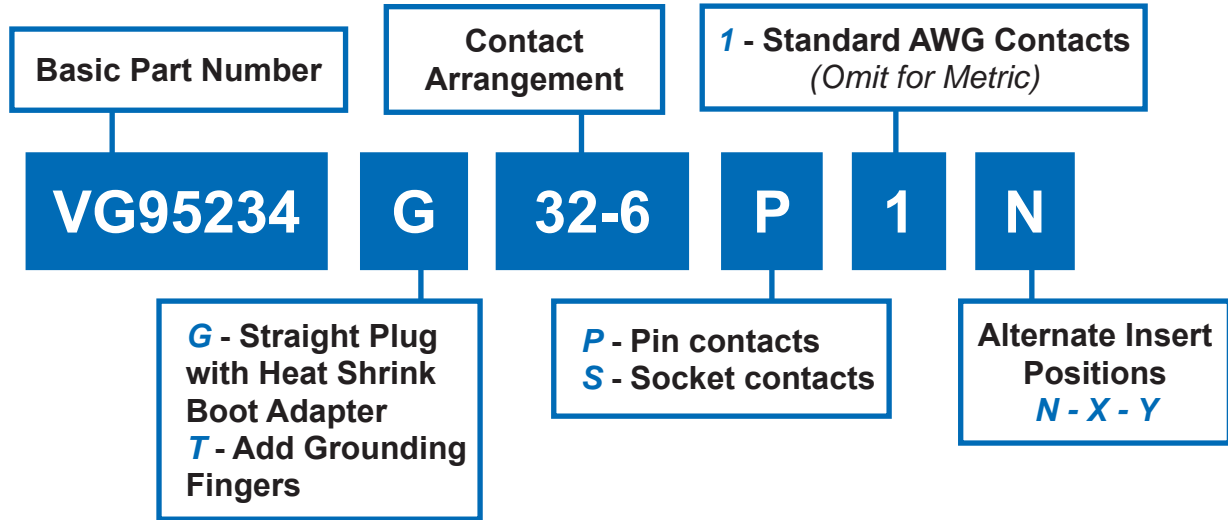 Basic Part Number
Contact
Arrangement
1 - Standard AWG Contacts
(Omit for Metric)
VG95234 G 32-6 P 1 N
G - Straight Plug
with Heat Shrink
Boot Adapter
T - Add Grounding
Fingers
P - Pin contacts
S - Socket contacts
Alternate Insert
Positions
N - X - Y